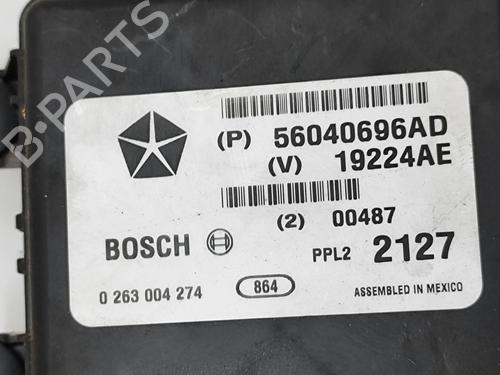 B-PARTS
(P) 56040696AD
(V) 19224AE
(2) 00487
BOSCH PPL2 2127
0 263 004 274 864 ASSEMBLED IN MEXICO